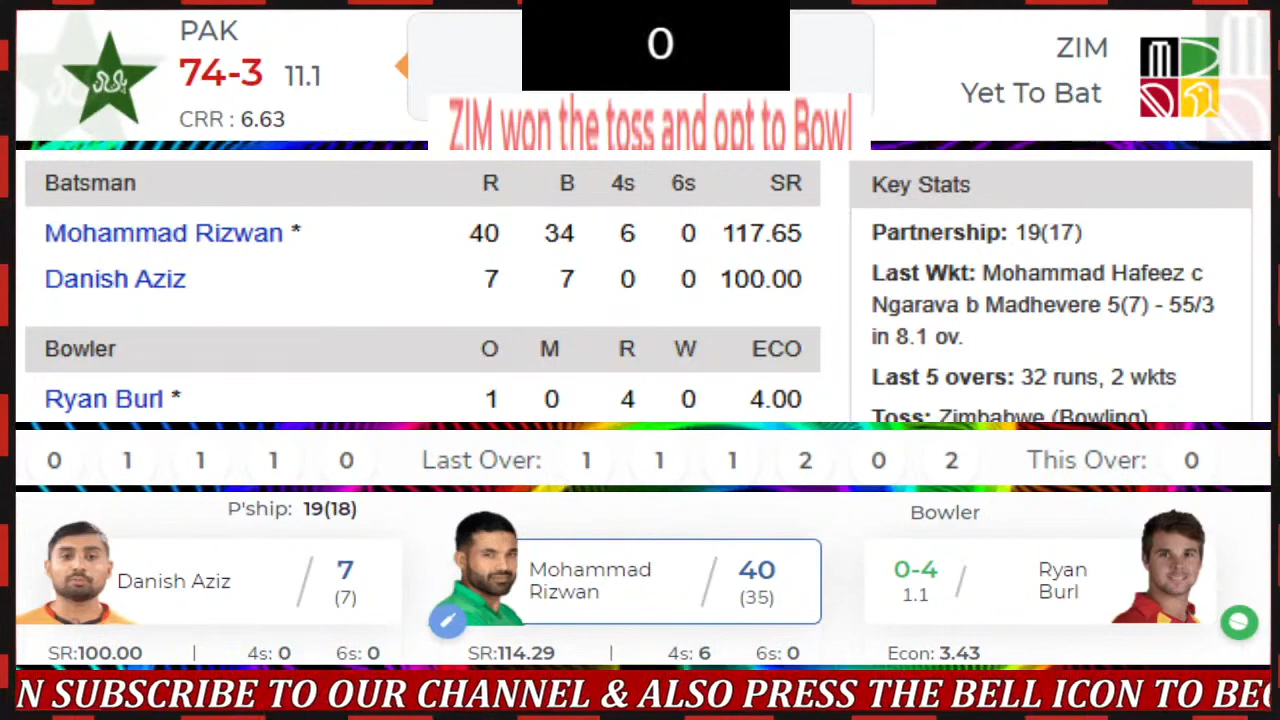 PAK
74-3 11.1
CRR : 6.63
0
ZIM won the toss and opt to Bowl
ZIM
Yet To Bat
Batsman R B 4s 6s SR
Mohammad Rizwan * 40 34 6 0 117.65
Danish Aziz 7 7 0 0 100.00
Bowler O M R W ECO
Ryan Burl * 1 0 4 0 4.00
Key Stats
Partnership: 19(17)
Last Wkt: Mohammad Hafeez c
Ngarava b Madhevere 5(7) - 55/3
in 8.1 ov.
Last 5 overs: 32 runs, 2 wkts
Toss: Zimbabwe (Bowling)
0 1 1 1 0 Last Over: 1 1 1 2 0 2 This Over: 0
P'ship: 19(18)
Danish Aziz / 7
(7)
SR:100.00 | 4s: 0 6s: 0
Mohammad
Rizwan / 40
(35)
SR:114.29 | 4s: 6 6s: 0
Bowler
0-4 / Ryan
1.1 Burl
Econ: 3.43
N SUBSCRIBE TO OUR CHANNEL & ALSO PRESS THE BELL ICON TO BEC